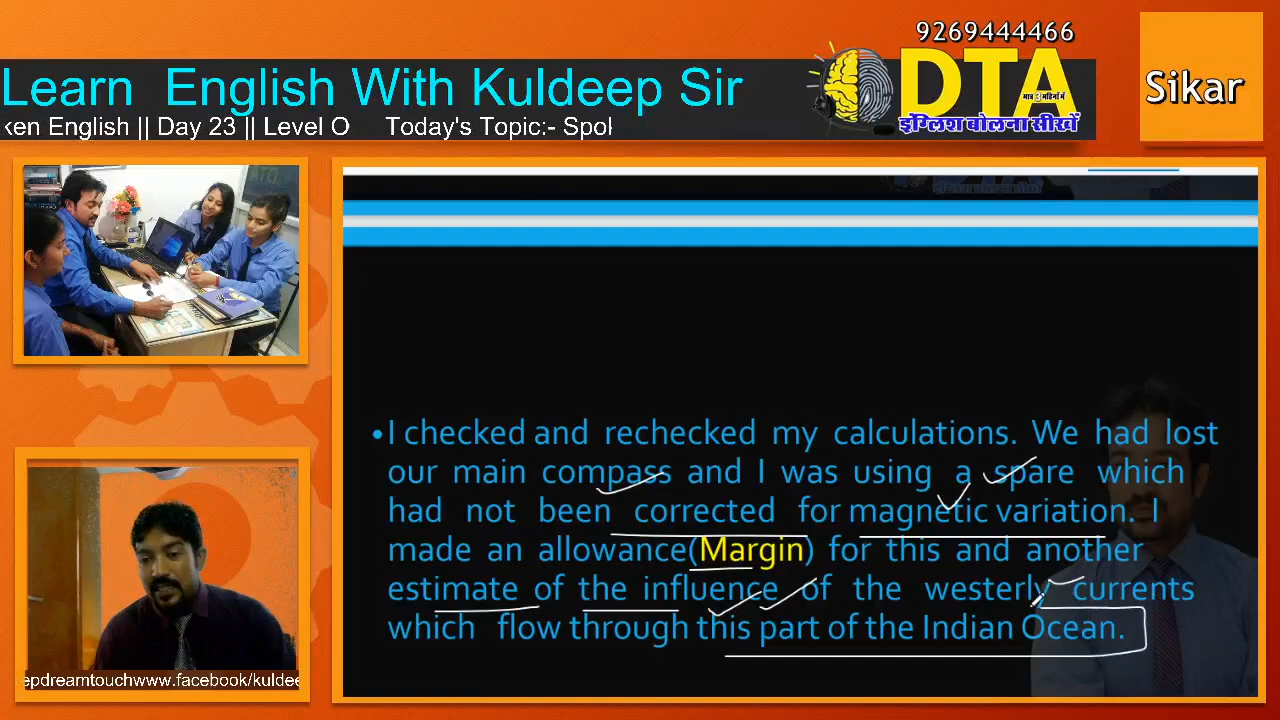 9269444466
DTA
मात्र 3 महिनों में
इंग्लिश बोलना सीखें
Sikar
Learn English With Kuldeep Sir
ken English || Day 23 || Level O Today's Topic:- Spol
• I checked and rechecked my calculations. We had lost
our main compass and I was using a spare which
had not been corrected for magnetic variation. I
made an allowance(Margin) for this and another
estimate of the influence of the westerly currents
which flow through this part of the Indian Ocean.
epdreamtouchwww.facebook/kuldee